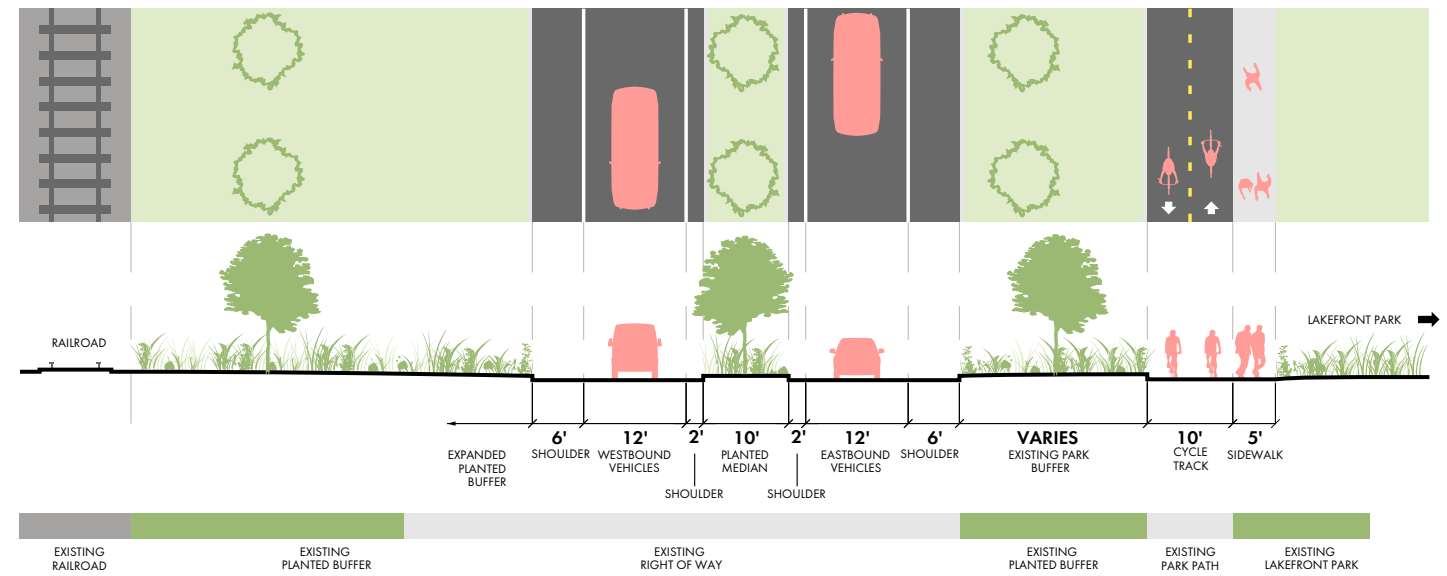 RAILROAD
LAKEFRONT PARK
EXPANDED
PLANTED
BUFFER
6'
SHOULDER
12'
WESTBOUND
VEHICLES
2'
SHOULDER
10'
PLANTED
MEDIAN
2'
SHOULDER
12'
EASTBOUND
VEHICLES
6'
SHOULDER
VARIES
EXISTING PARK
BUFFER
10'
CYCLE
TRACK
5'
SIDEWALK
EXISTING
RAILROAD
EXISTING
PLANTED BUFFER
EXISTING
RIGHT OF WAY
EXISTING
PLANTED BUFFER
EXISTING
PARK PATH
EXISTING
LAKEFRONT PARK